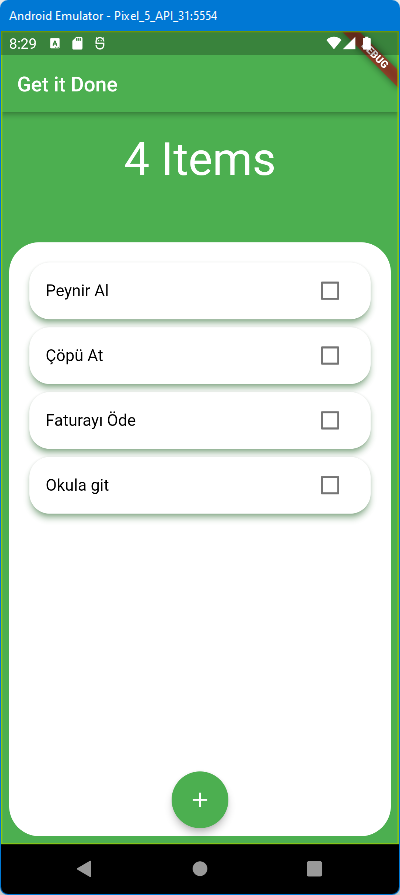 Android Emulator - Pixel_5_API_31:5554
8:29
DEBUG
Get it Done
4 Items
Peynir Al
Çöpü At
Faturayı Öde
Okula git